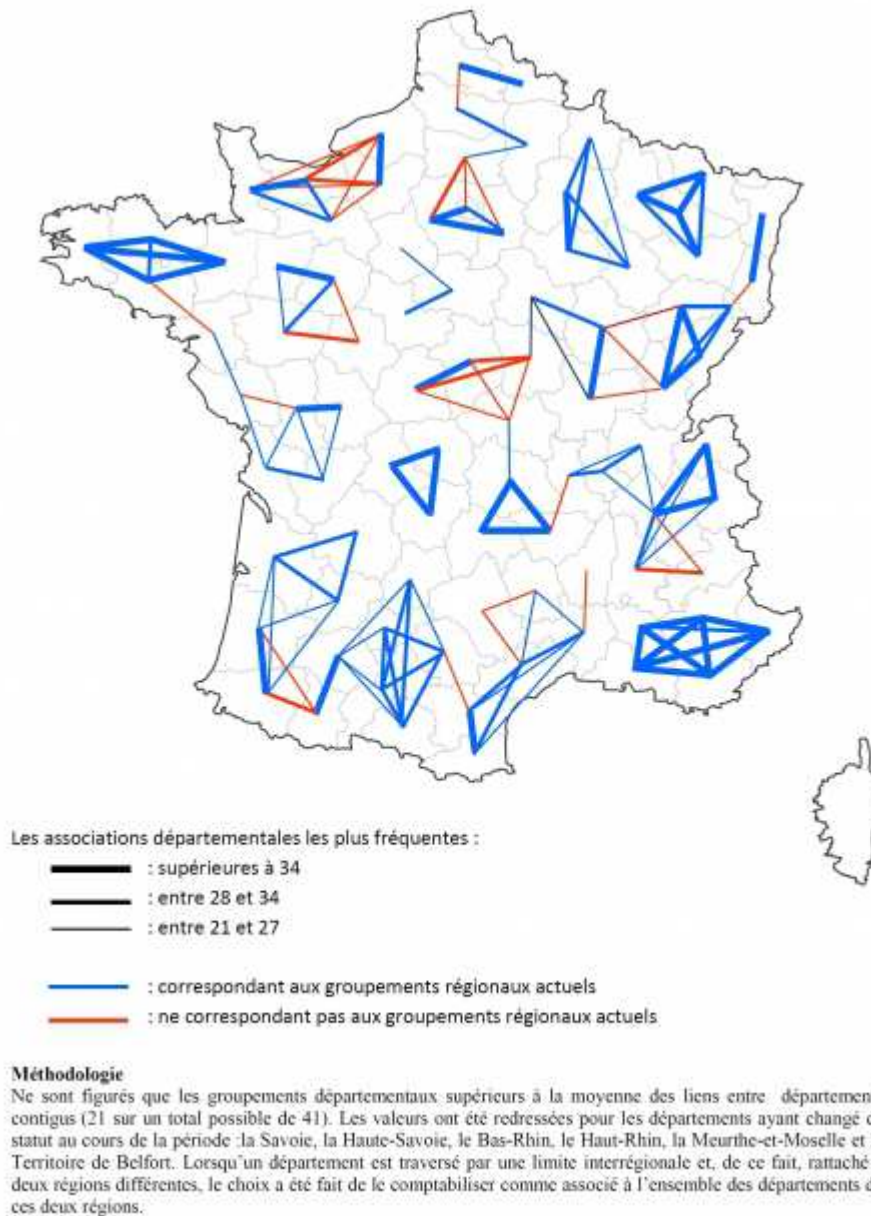 Les associations départementales les plus fréquentes :
: supérieures à 34
: entre 28 et 34
: entre 21 et 27
: correspondant aux groupements régionaux actuels
: ne correspondant pas aux groupements régionaux actuels
Méthodologie
Ne sont figurés que les groupements départementaux supérieurs à la moyenne des liens entre départemen
contigus (21 sur un total possible de 41). Les valeurs ont été redressées pour les départements ayant changé d
statut au cours de la période :la Savoie, la Haute-Savoie, le Bas-Rhin, le Haut-Rhin, la Meurthe-et-Moselle et
Territoire de Belfort. Lorsqu'un département est traversé par une limite interrégionale et, de ce fait, rattaché
deux régions différentes, le choix a été fait de le comptabiliser comme associé à l'ensemble des départements d
ces deux régions.